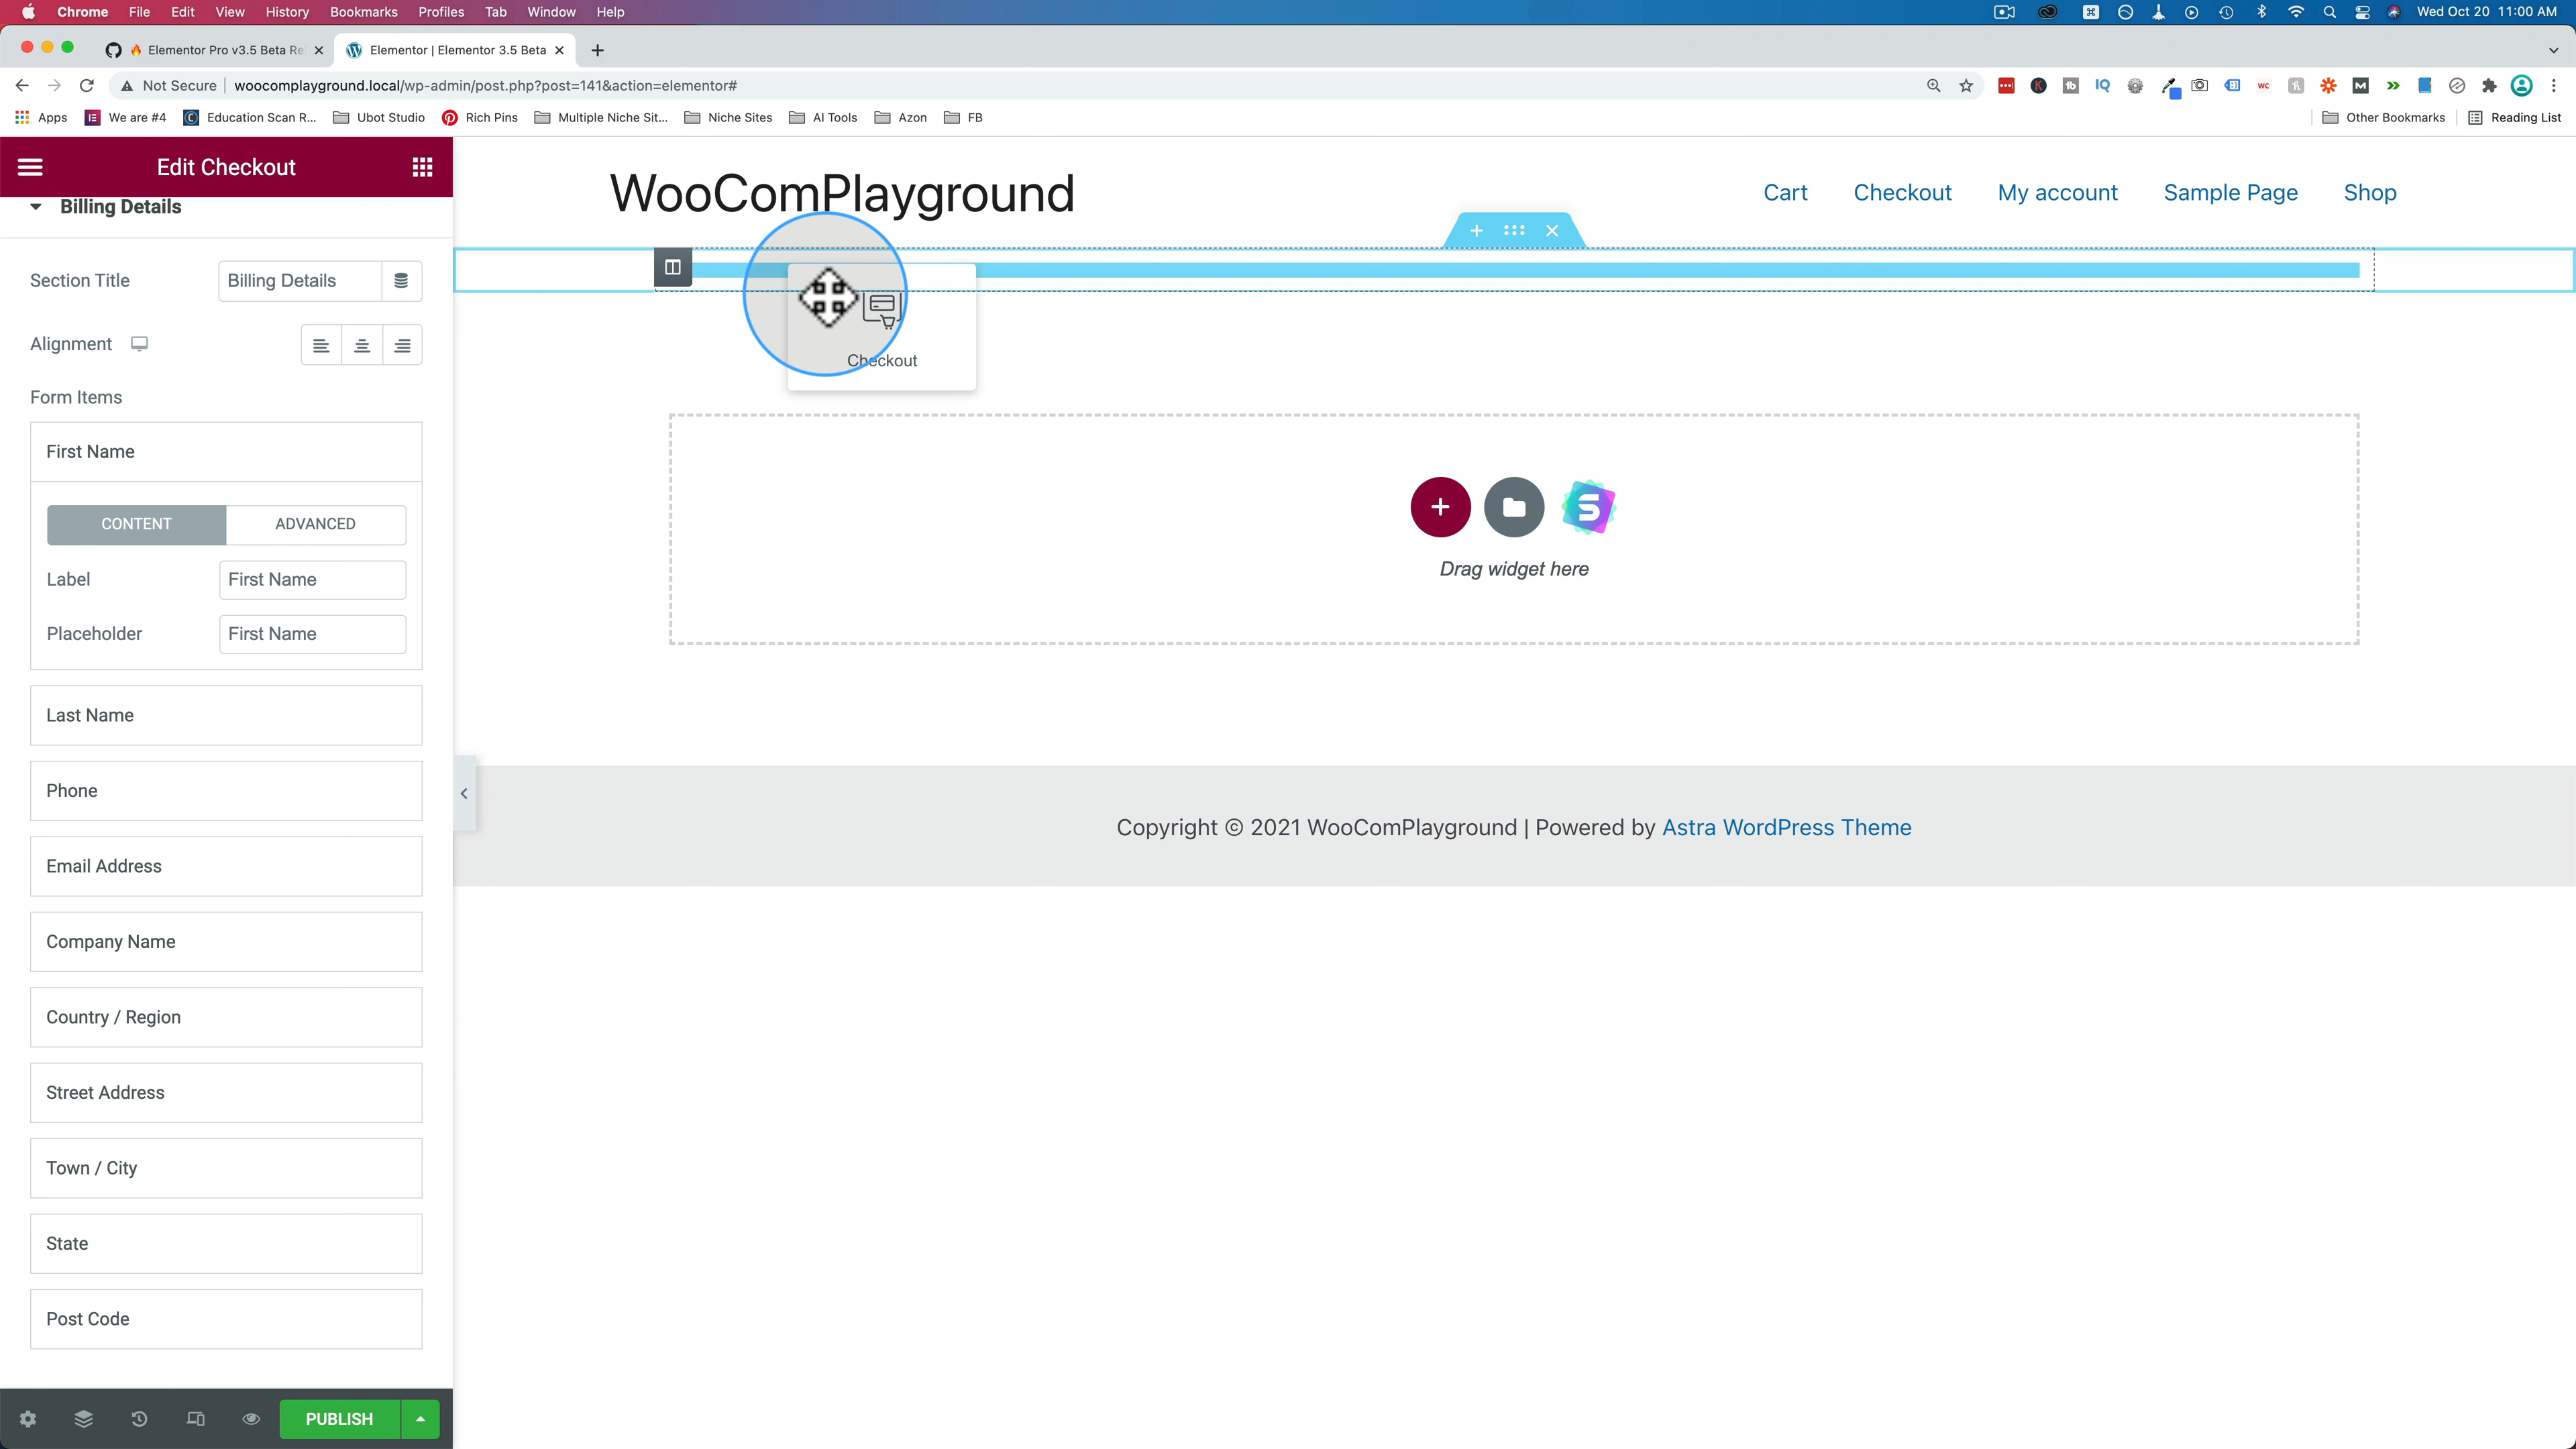 Chrome File Edit View History Bookmarks Profiles Tab Window Help Wed Oct 20 11:00 AM
Elementor Pro v3.5 Beta Re Elementor | Elementor 3.5 Beta
Not Secure woocomplayground.local/wp-admin/post.php?post=141&action=elementor#
Apps We are #4 Education Scan R... Ubot Studio Rich Pins Multiple Niche Sit... Niche Sites AI Tools Azon FB Other Bookmarks Reading List
Edit Checkout
Billing Details
Section Title Billing Details
Alignment
Form Items
First Name
CONTENT ADVANCED
Label First Name
Placeholder First Name
Last Name
Phone
Email Address
Company Name
Country / Region
Street Address
Town / City
State
Post Code
PUBLISH
WooComPlayground
Cart Checkout My account Sample Page Shop
Checkout
Drag widget here
Copyright © 2021 WooComPlayground | Powered by Astra WordPress Theme